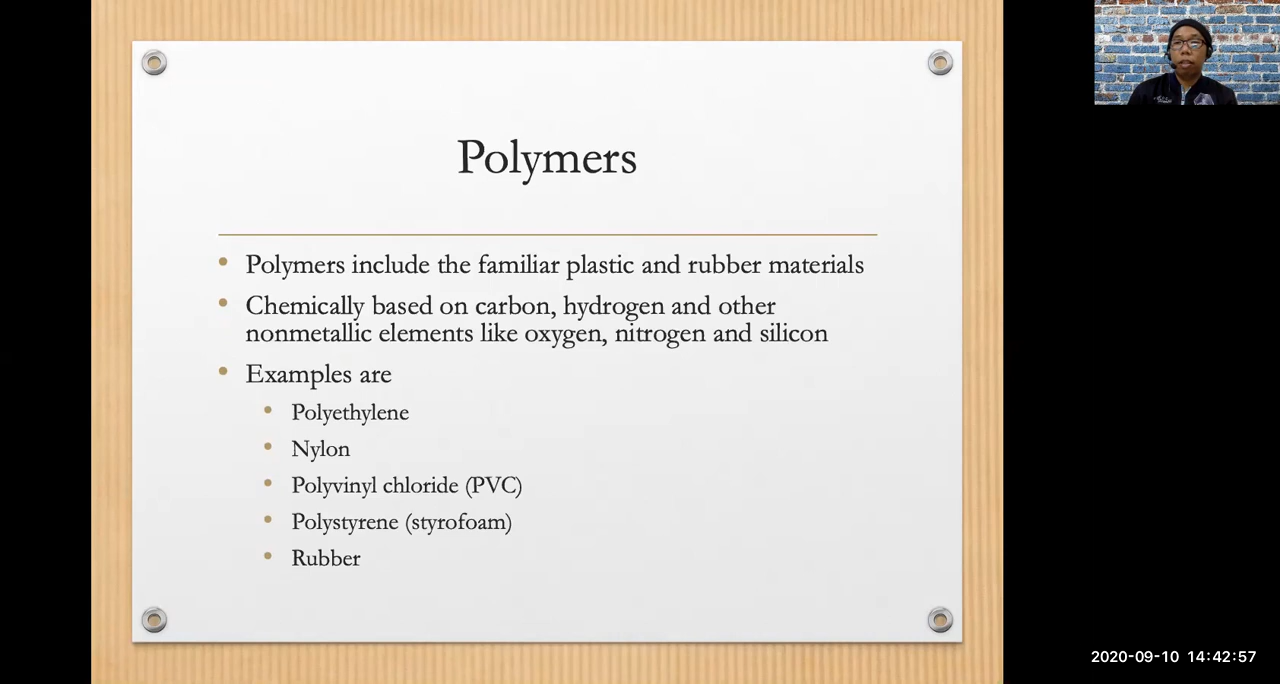 Polymers
• Polymers include the familiar plastic and rubber materials
• Chemically based on carbon, hydrogen and other
nonmetallic elements like oxygen, nitrogen and silicon
• Examples are
• Polyethylene
• Nylon
• Polyvinyl chloride (PVC)
• Polystyrene (styrofoam)
• Rubber
2020-09-10 14:42:57